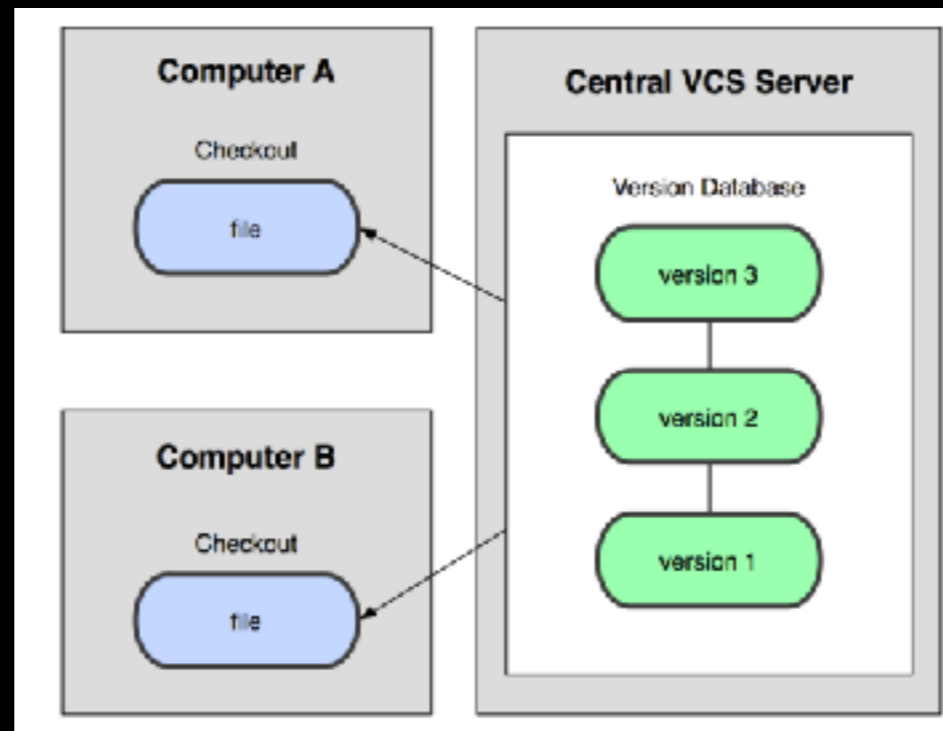 Computer A
Checkout
file
Computer B
Checkout
file
Central VCS Server
Version Database
version 3
version 2
version 1